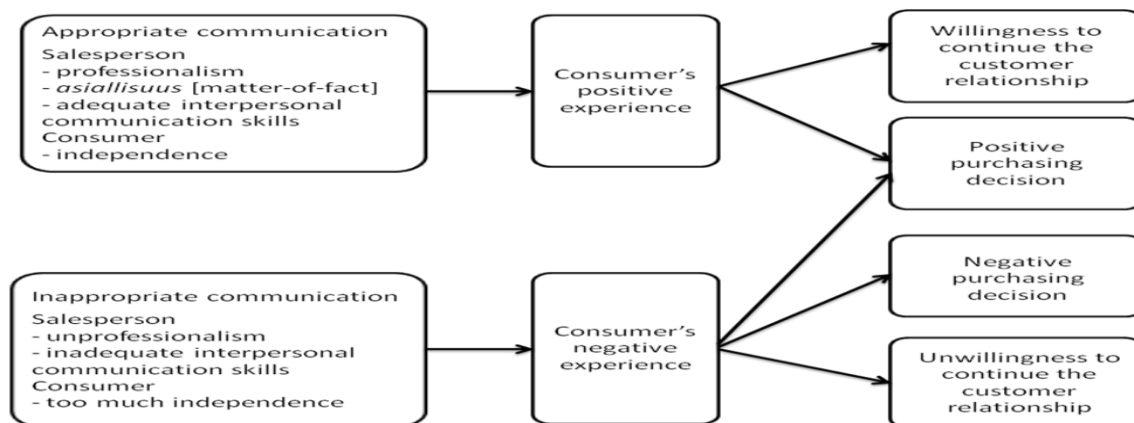 Appropriate communication
Salesperson
- professionalism
- asiallisuus [matter-of-fact]
- adequate interpersonal
communication skills
Consumer
- independence
Consumer's
positive
experience
Willingness to
continue the
customer
relationship
Positive
purchasing
decision
Inappropriate communication
Salesperson
- unprofessionalism
- inadequate interpersonal
communication skills
Consumer
- too much independence
Consumer's
negative
experience
Negative
purchasing
decision
Unwillingness to
continue the
customer
relationship